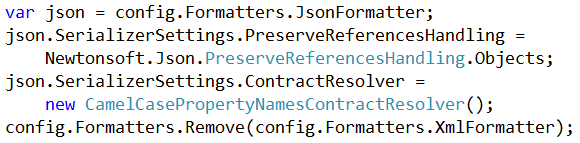 var json = config.Formatters.JsonFormatter;
json.SerializerSettings.PreserveReferencesHandling =
    Newtonsoft.Json.PreserveReferencesHandling.Objects;
json.SerializerSettings.ContractResolver =
    new CamelCasePropertyNamesContractResolver();
config.Formatters.Remove(config.Formatters.XmlFormatter);